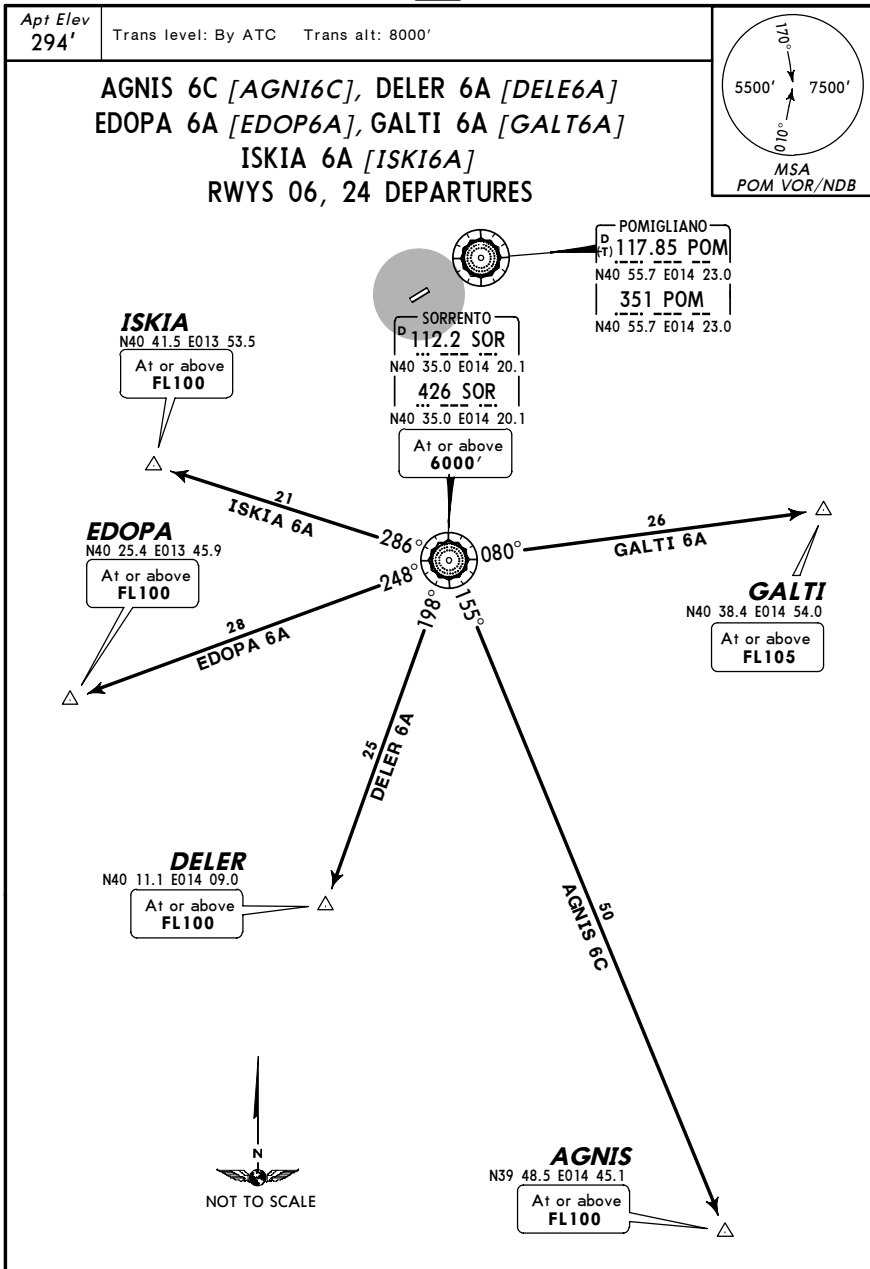 Apt Elev
294'
Trans level: By ATC Trans alt: 8000'
170°
5500' 7500'
010°
MSA
POM VOR/NDB
AGNIS 6C [AGNI6C], DELER 6A [DELE6A]
EDOPA 6A [EDOP6A], GALTI 6A [GALT6A]
ISKIA 6A [ISKI6A]
RWYS 06, 24 DEPARTURES
POMIGLIANO
D
(T) 117.85 POM
N40 55.7 E014 23.0
351 POM
N40 55.7 E014 23.0
SORRENTO
D 112.2 SOR
N40 35.0 E014 20.1
426 SOR
N40 35.0 E014 20.1
At or above
6000'
ISKIA
N40 41.5 E013 53.5
At or above
FL100
21
ISKIA 6A
286°
EDOPA
N40 25.4 E013 45.9
At or above
FL100
248°
28
EDOPA 6A
080°
26
GALTI 6A
GALTI
N40 38.4 E014 54.0
At or above
FL105
198°
25
DELER 6A
DELER
N40 11.1 E014 09.0
At or above
FL100
155°
50
AGNIS 6C
AGNIS
N39 48.5 E014 45.1
At or above
FL100
N
NOT TO SCALE